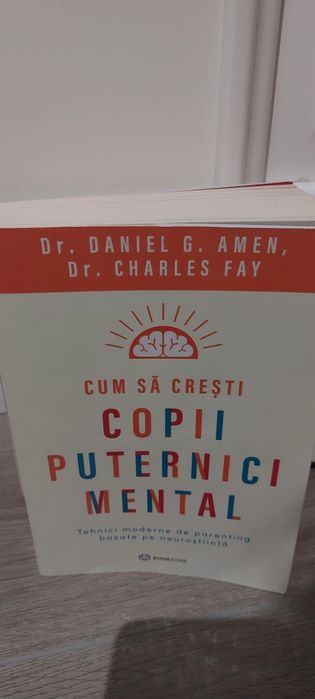 Dr. DANIEL G. AMEN,
Dr. CHARLES FAY
CUM SĂ CREȘTI
COPII
PUTERNICI
MENTAL
Tehnici moderne de parenting
bazate pe neuroștiință
BOOKZONE